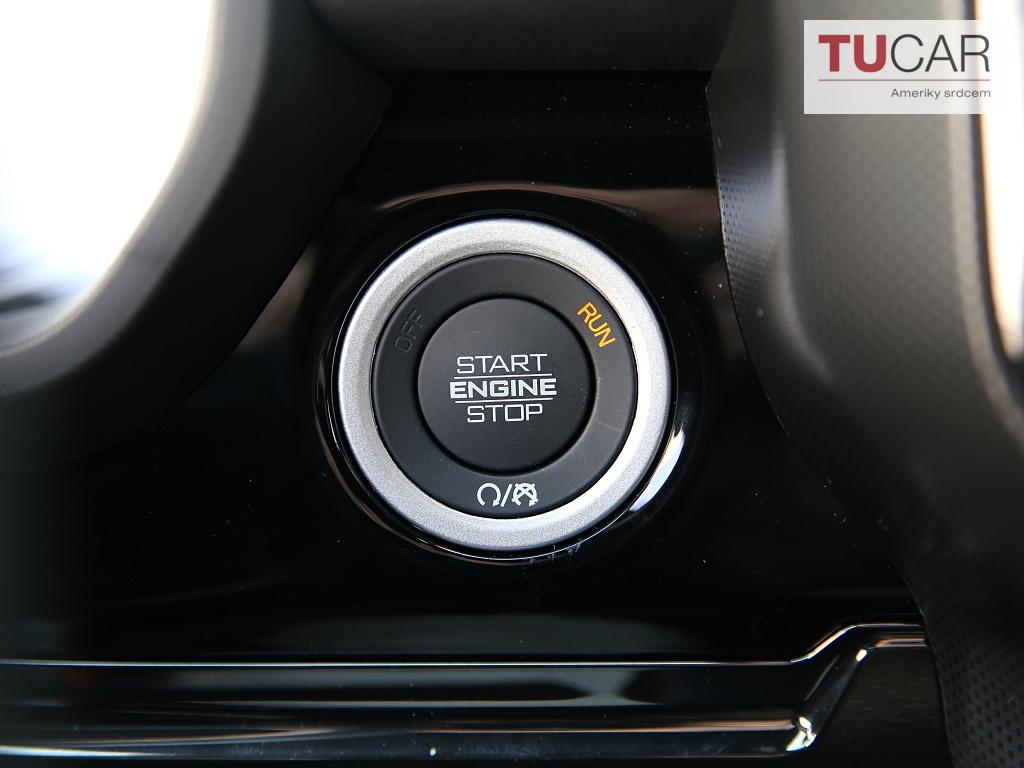 TUCAR
Ameriky srdcem
OFF
RUN
START
ENGINE
STOP